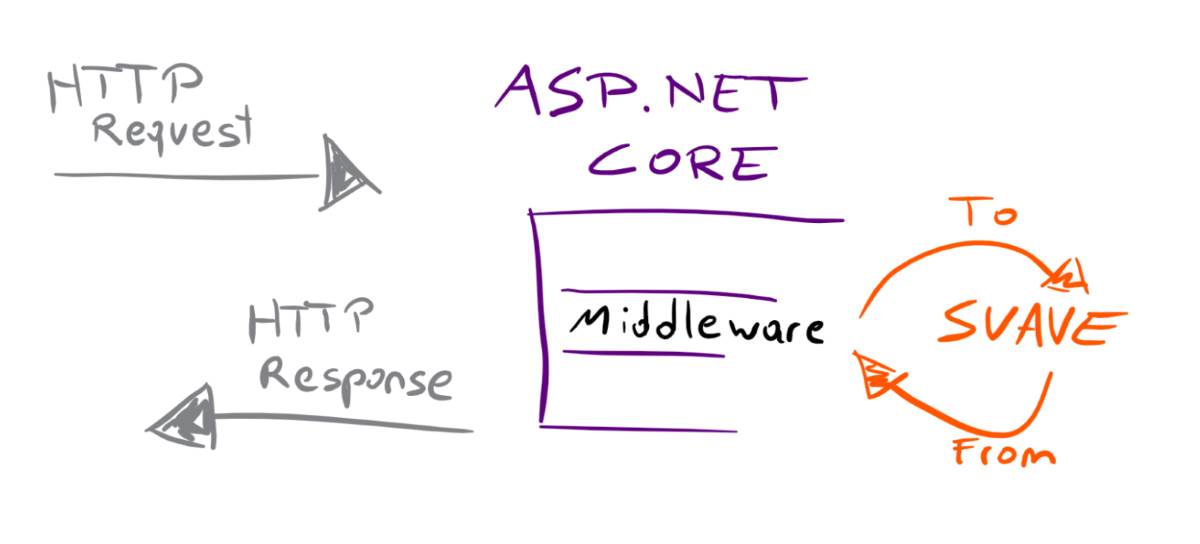 HTTP
Request
ASP.NET
CORE
To
Middleware
SUAVE
From
HTTP
Response